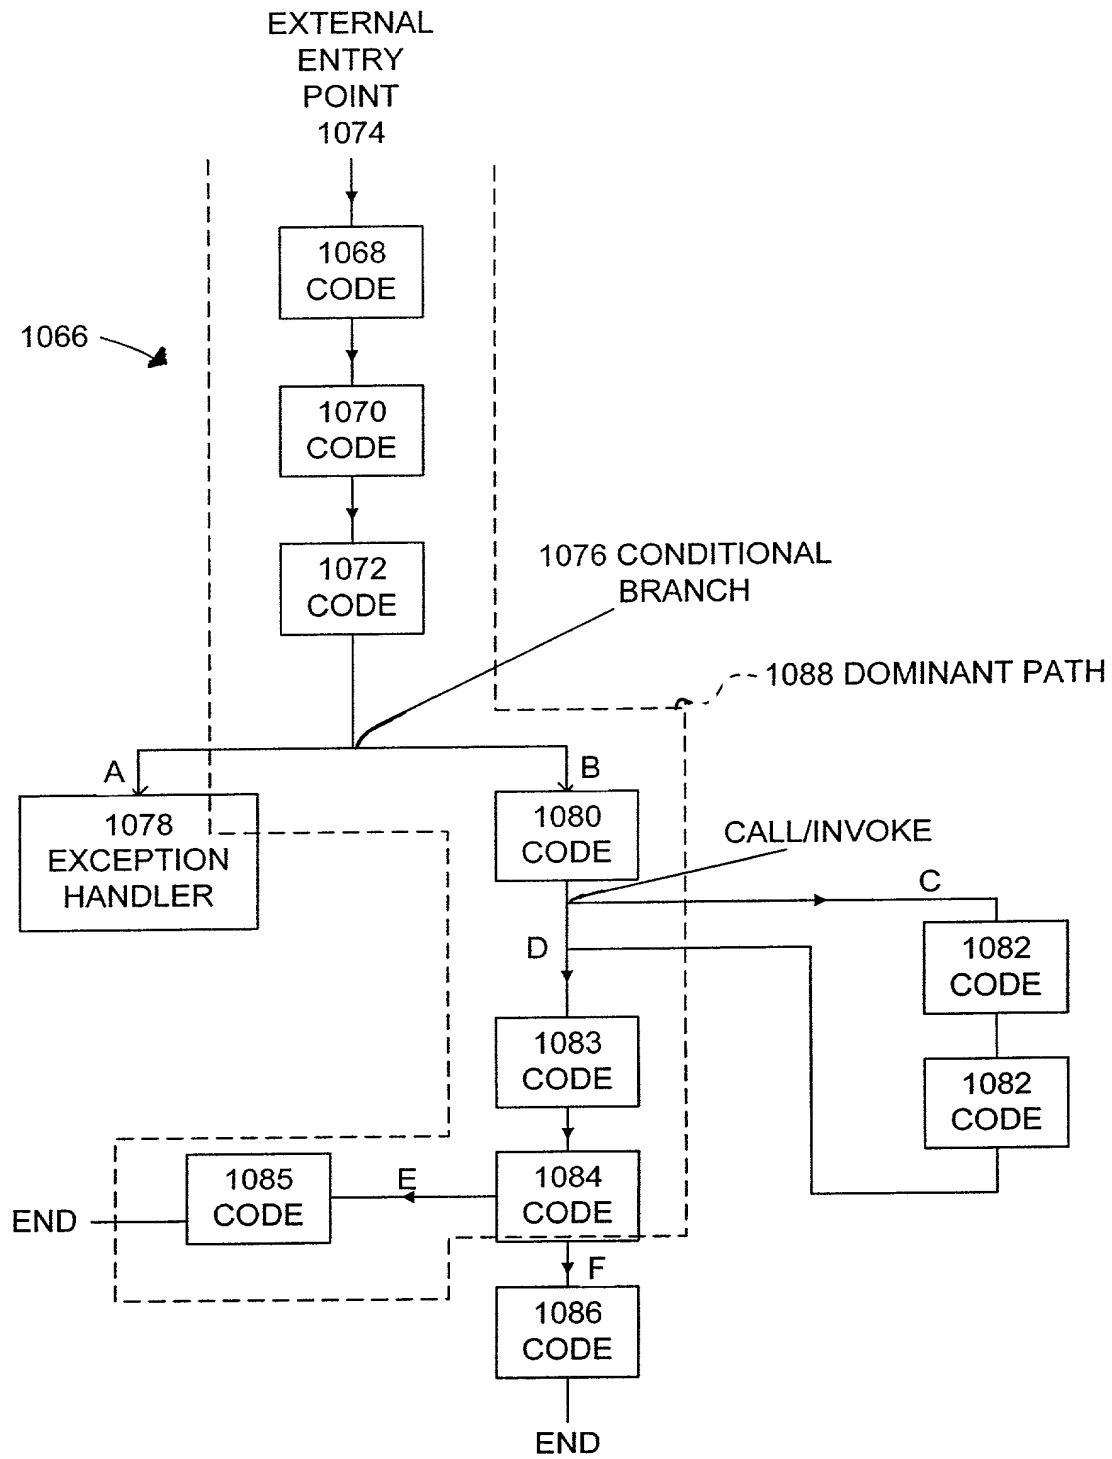 EXTERNAL
ENTRY
POINT
1074
1068
CODE
1066
1070
CODE
1072
CODE
1076 CONDITIONAL
BRANCH
1088 DOMINANT PATH
A
B
1078
EXCEPTION
HANDLER
1080
CODE
CALL/INVOKE
C
D
1082
CODE
1083
CODE
1082
CODE
1085
CODE
E
1084
CODE
END
F
1086
CODE
END